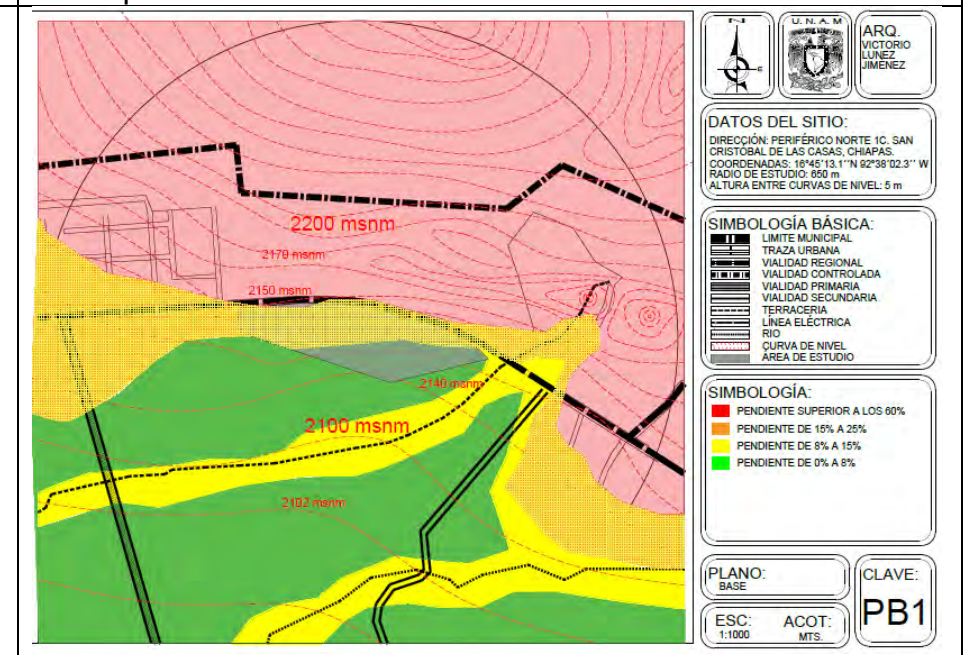 N
E
U. N. A. M
ARQ.
VICTORIO
LUNEZ
JIMENEZ
DATOS DEL SITIO:
DIRECCIÓN: PERIFÉRICO NORTE 1C. SAN
CRISTÓBAL DE LAS CASAS, CHIAPAS.
COORDENADAS: 16°45'13.1''N 92°38'02.3'' W
RADIO DE ESTUDIO: 650 m
ALTURA ENTRE CURVAS DE NIVEL: 5 m
SIMBOLOGÍA BÁSICA:
LIMITE MUNICIPAL
TRAZA URBANA
VIALIDAD REGIONAL
VIALIDAD CONTROLADA
VIALIDAD PRIMARIA
VIALIDAD SECUNDARIA
TERRACERIA
LÍNEA ELÉCTRICA
RIO
CURVA DE NIVEL
AREA DE ESTUDIO
SIMBOLOGÍA:
PENDIENTE SUPERIOR A LOS 60%
PENDIENTE DE 15% A 25%
PENDIENTE DE 8% A 15%
PENDIENTE DE 0% A 8%
PLANO:
BASE
ESC:
1:1000
ACOT:
MTS.
CLAVE:
PB1
2200 msnm
2170 msnm
2150 msnm
2140 msnm
2100 msnm
2102 msnm